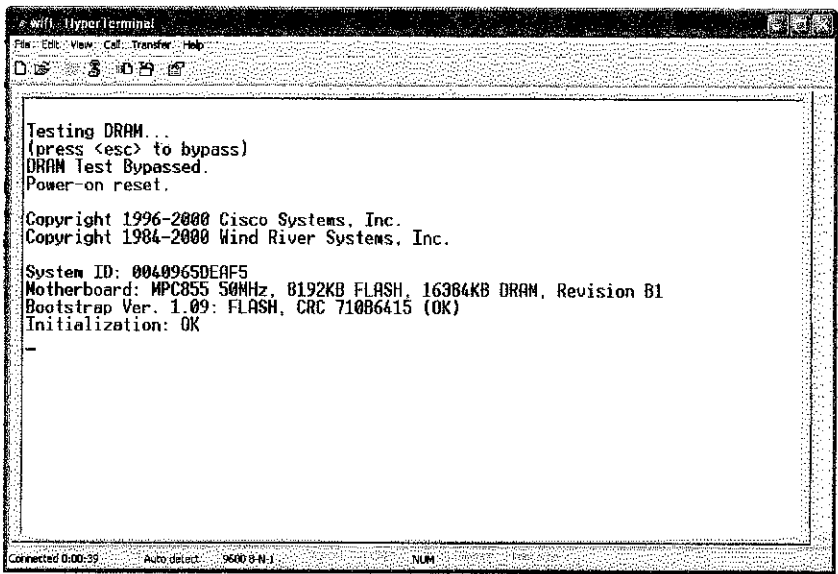 wifi - HyperTerminal
File Edit View Call Transfer Help
Testing DRAM...
(press <esc> to bypass)
DRAM Test Bypassed.
Power-on reset.
Copyright 1996-2000 Cisco Systems, Inc.
Copyright 1984-2000 Wind River Systems, Inc.
System ID: 0040965DEAF5
Motherboard: MPC855 50MHz, 8192KB FLASH, 16384KB DRAM, Revision B1
Bootstrap Ver. 1.09: FLASH, CRC 710B6415 (OK)
Initialization: OK
Connected 0:00:39 Auto detect 9600 8-N-1 NUM